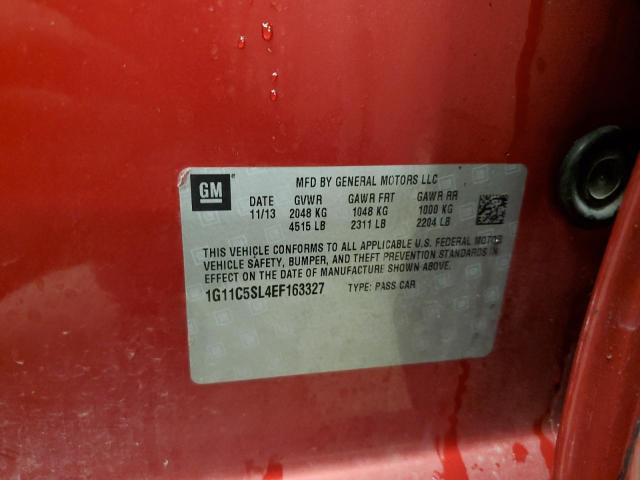 GM
MFD BY GENERAL MOTORS LLC
DATE GVWR GAWR FRT GAWR RR
11/13 2048 KG 1048 KG 1000 KG
4515 LB 2311 LB 2204 LB
THIS VEHICLE CONFORMS TO ALL APPLICABLE U.S. FEDERAL MOTOR
VEHICLE SAFETY, BUMPER, AND THEFT PREVENTION STANDARDS IN
EFFECT ON THE DATE OF MANUFACTURE SHOWN ABOVE.
1G11C5SL4EF163327 TYPE: PASS CAR